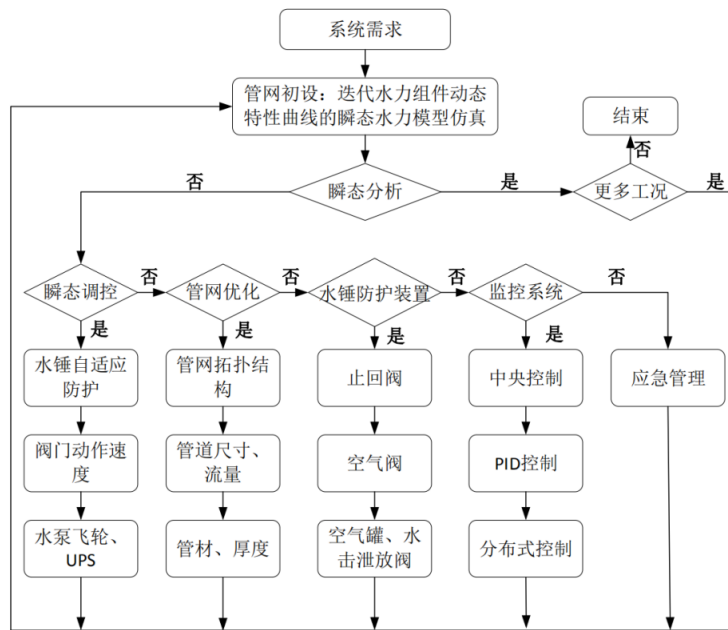 系统需求
管网初设：迭代水力组件动态
特性曲线的瞬态水力模型仿真
结束
否
否
瞬态分析
是
更多工况
是
瞬态调控
否
管网优化
否
水锤防护装置
否
监控系统
否
是
是
是
是
水锤自适应
防护
管网拓扑结
构
止回阀
中央控制
应急管理
阀门动作速
度
管道尺寸、
流量
空气阀
PID控制
水泵飞轮、
UPS
管材、厚度
空气罐、水
击泄放阀
分布式控制